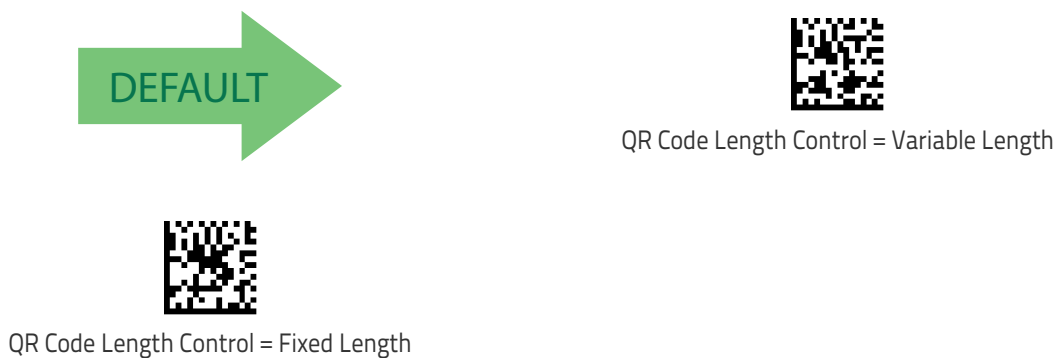 DEFAULT
QR Code Length Control = Variable Length
QR Code Length Control = Fixed Length